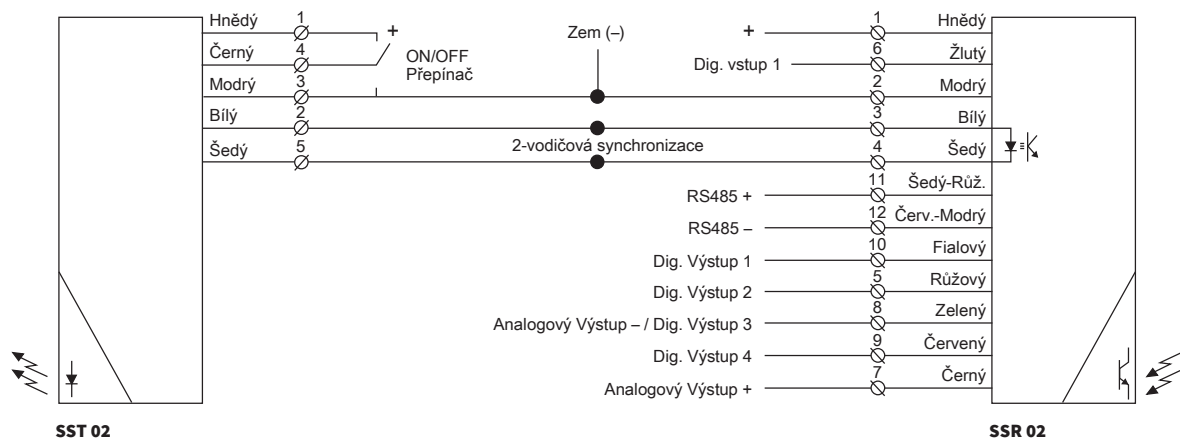 Hnědý 1
+
Černý 4
ON/OFF
Přepínač
Modrý 3
Bílý 2
Šedý 5
Zem (–)
2-vodičová synchronizace
+ 1 Hnědý
Dig. vstup 1 6 Žlutý
2 Modrý
3 Bílý
4 Šedý
RS485 + 11 Šedý-Růž.
RS485 – 12 Červ.-Modrý
Dig. Výstup 1 10 Fialový
Dig. Výstup 2 5 Růžový
Analogový Výstup – / Dig. Výstup 3 8 Zelený
Dig. Výstup 4 9 Červený
Analogový Výstup + 7 Černý
SST 02
SSR 02